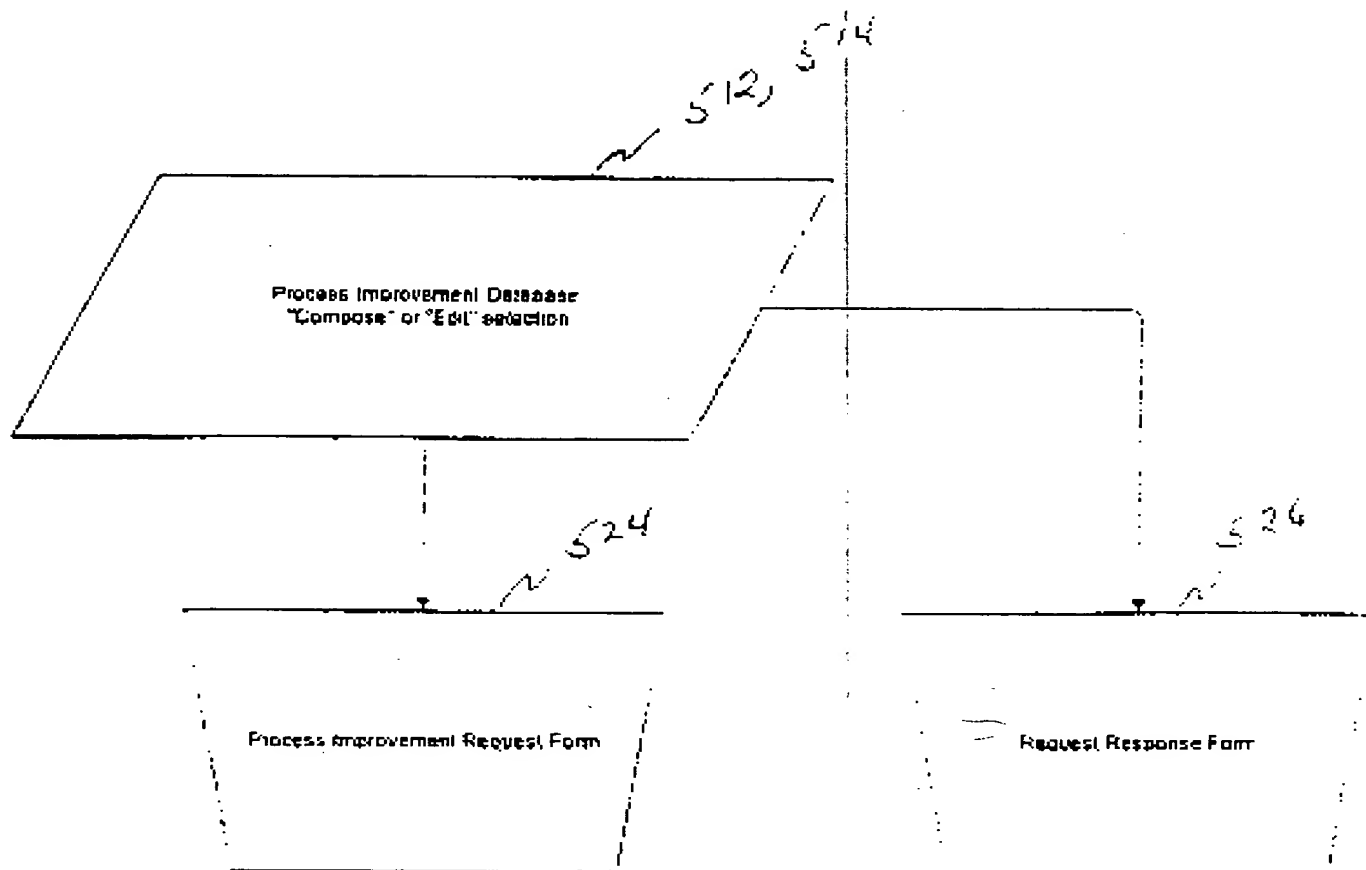 512, 514
Process Improvement Database
"Compose" or "Edit" selection
524
526
Process Improvement Request Form
Request Response Form